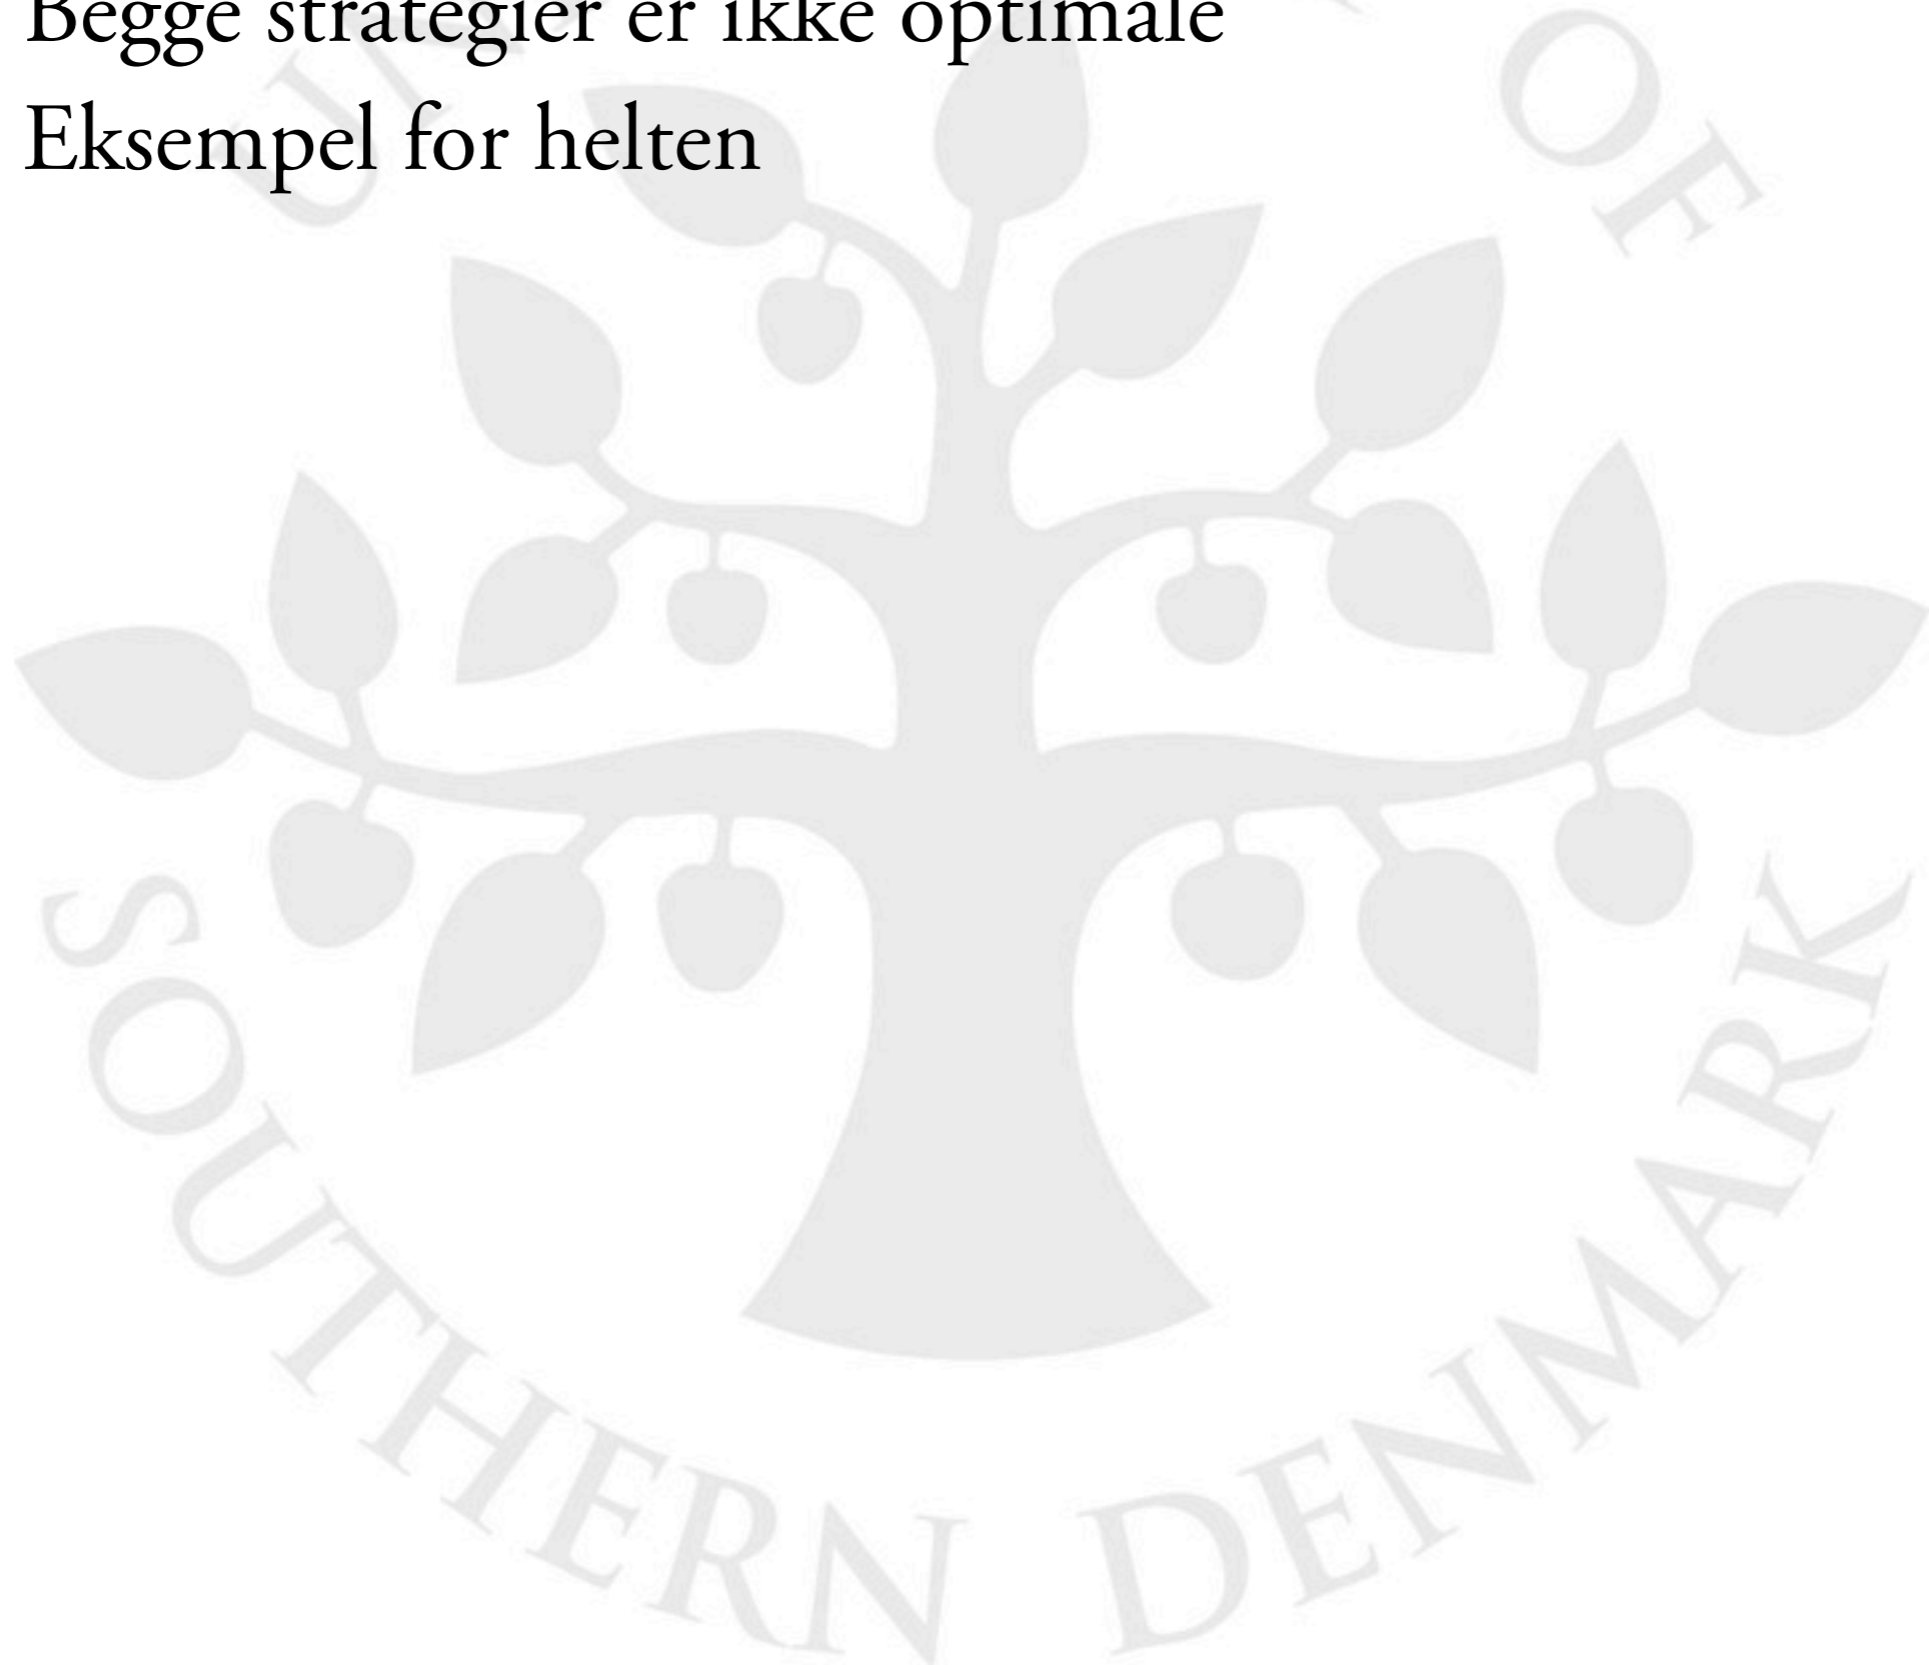 Begge strategier er ikke optimale
Eksempel for helten
OF
SOUTHERN DENMARK